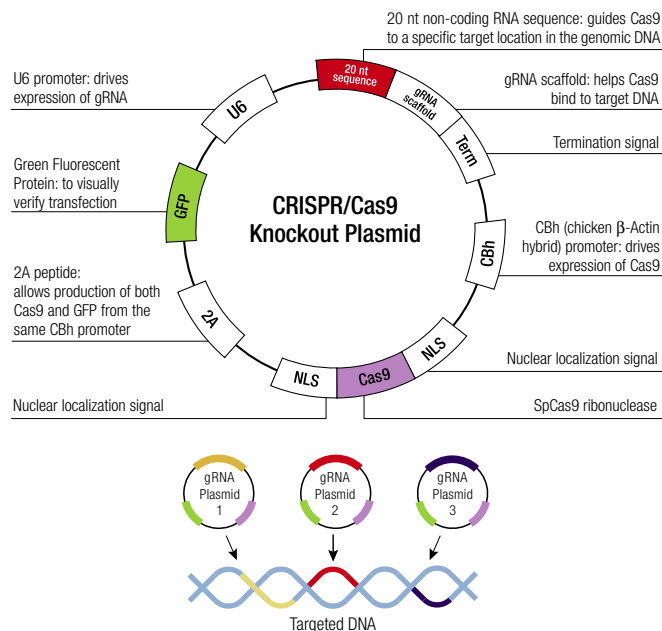 20 nt non-coding RNA sequence: guides Cas9
to a specific target location in the genomic DNA
U6 promoter: drives
expression of gRNA
20 nt
sequence
gRNA
scaffold
gRNA scaffold: helps Cas9
bind to target DNA
U6
Term
Termination signal
Green Fluorescent
Protein: to visually
verify transfection
GFP
CRISPR/Cas9
Knockout Plasmid
CBh
CBh (chicken β-Actin
hybrid) promoter: drives
expression of Cas9
2A peptide:
allows production of both
Cas9 and GFP from the
same CBh promoter
2A
NLS
Cas9
NLS
Nuclear localization signal
Nuclear localization signal
SpCas9 ribonuclease
gRNA
Plasmid
1
gRNA
Plasmid
2
gRNA
Plasmid
3
Targeted DNA